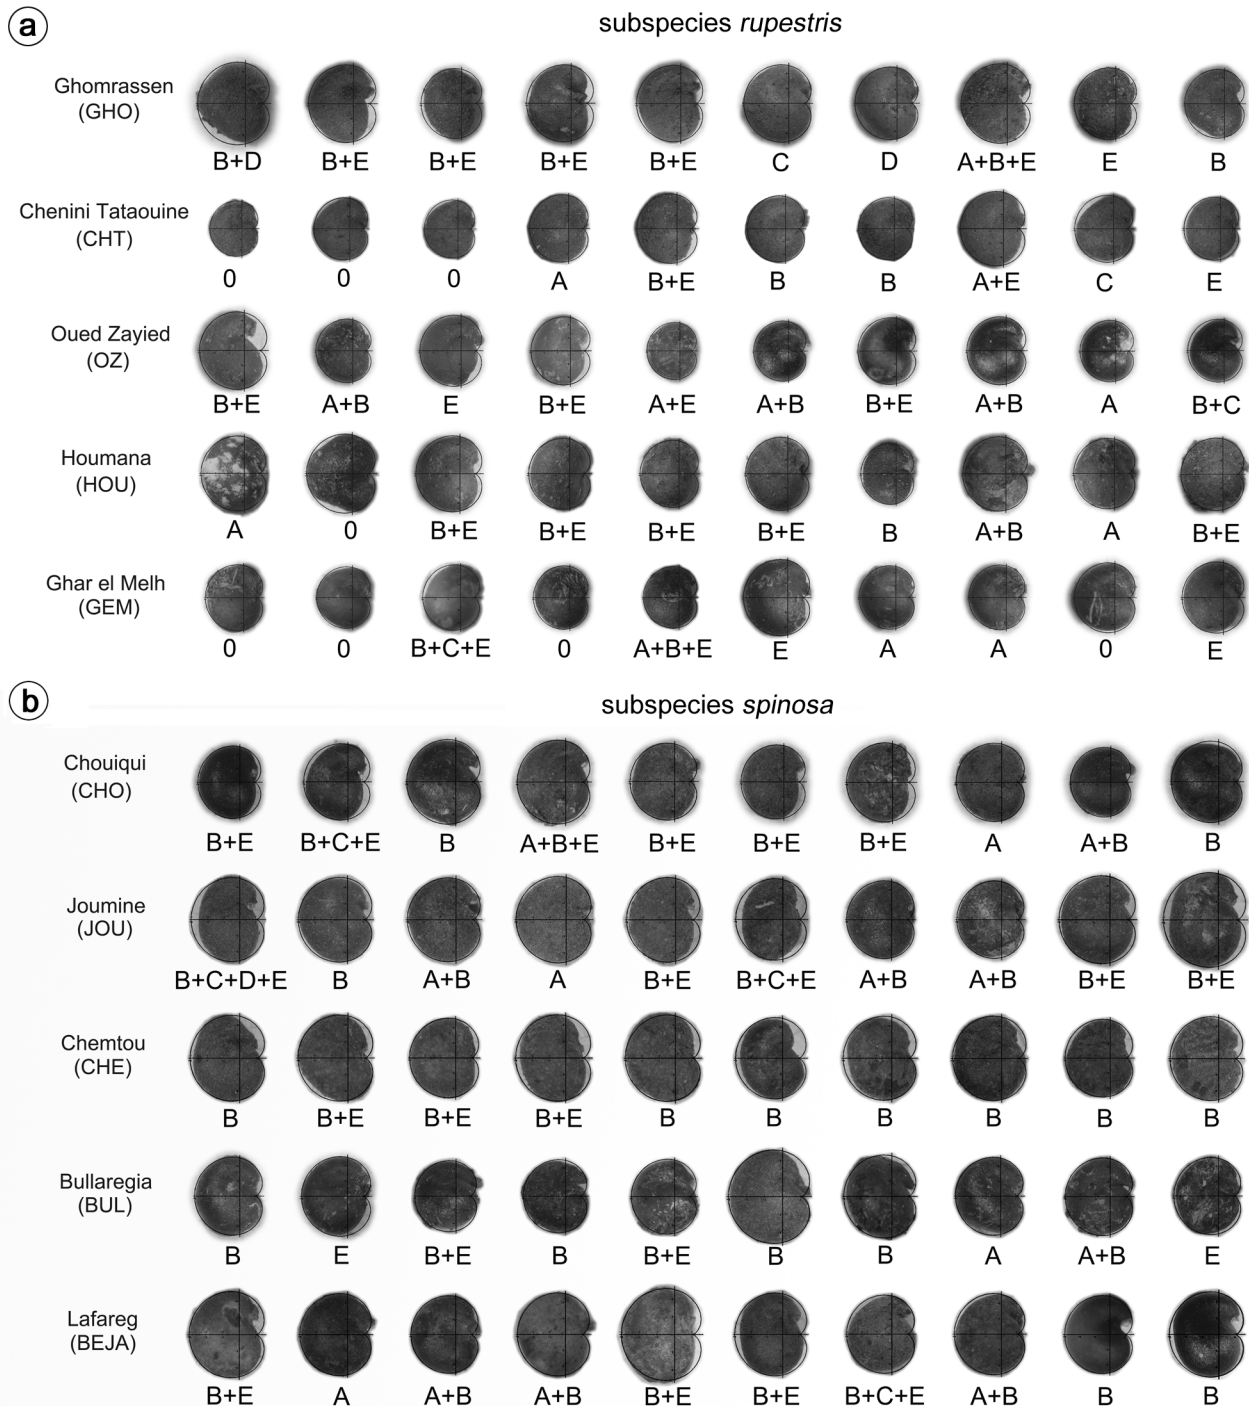 a
subspecies rupestris
Ghomrassen
(GHO)
B+D B+E B+E B+E B+E C D A+B+E E B
Chenini Tataouine
(CHT)
0 0 0 A B+E B B A+E C E
Oued Zayied
(OZ)
B+E A+B E B+E A+E A+B B+E A+B A B+C
Houmana
(HOU)
A 0 B+E B+E B+E B+E B A+B A B+E
Ghar el Melh
(GEM)
0 0 B+C+E 0 A+B+E E A A 0 E
b
subspecies spinosa
Chouiqui
(CHO)
B+E B+C+E B A+B+E B+E B+E B+E A A+B B
Joumine
(JOU)
B+C+D+E B A+B A B+E B+C+E A+B A+B B+E B+E
Chemtou
(CHE)
B B+E B+E B+E B B B B B B
Bullaregia
(BUL)
B E B+E B B+E B B A A+B E
Lafareg
(BEJA)
B+E A A+B A+B B+E B+E B+C+E A+B B B